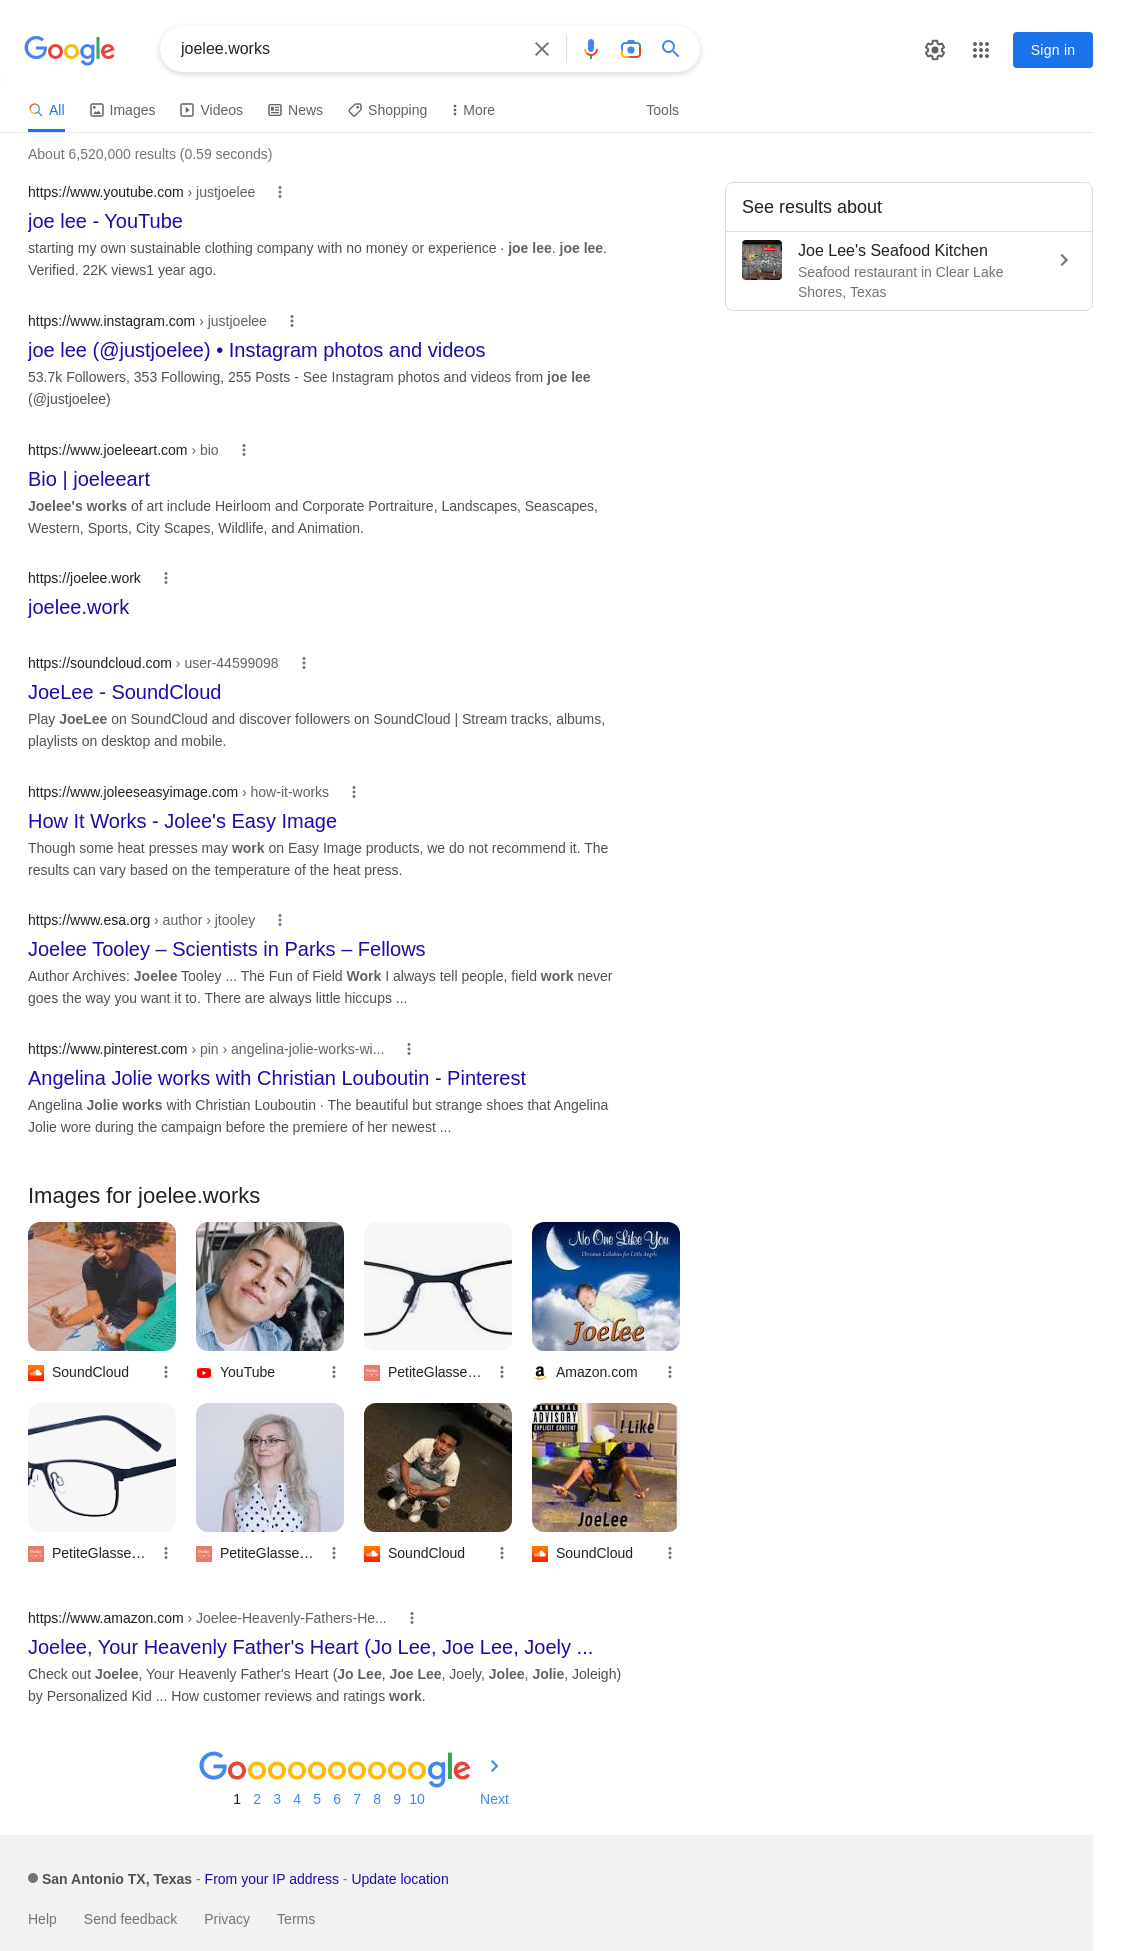 Google
joelee.works
Sign in
All
Images
Videos
News
Shopping
More
Tools
About 6,520,000 results (0.59 seconds)
https://www.youtube.com › justjoelee
joe lee - YouTube
starting my own sustainable clothing company with no money or experience · joe lee. joe lee.
Verified. 22K views1 year ago.
https://www.instagram.com › justjoelee
joe lee (@justjoelee) • Instagram photos and videos
53.7k Followers, 353 Following, 255 Posts - See Instagram photos and videos from joe lee
(@justjoelee)
https://www.joeleeart.com › bio
Bio | joeleeart
Joelee's works of art include Heirloom and Corporate Portraiture, Landscapes, Seascapes,
Western, Sports, City Scapes, Wildlife, and Animation.
https://joelee.work
joelee.work
https://soundcloud.com › user-44599098
JoeLee - SoundCloud
Play JoeLee on SoundCloud and discover followers on SoundCloud | Stream tracks, albums,
playlists on desktop and mobile.
https://www.joleeseasyimage.com › how-it-works
How It Works - Jolee's Easy Image
Though some heat presses may work on Easy Image products, we do not recommend it. The
results can vary based on the temperature of the heat press.
https://www.esa.org › author › jtooley
Joelee Tooley – Scientists in Parks – Fellows
Author Archives: Joelee Tooley ... The Fun of Field Work I always tell people, field work never
goes the way you want it to. There are always little hiccups ...
https://www.pinterest.com › pin › angelina-jolie-works-wi...
Angelina Jolie works with Christian Louboutin - Pinterest
Angelina Jolie works with Christian Louboutin · The beautiful but strange shoes that Angelina
Jolie wore during the campaign before the premiere of her newest ...
See results about
Joe Lee's Seafood Kitchen
Seafood restaurant in Clear Lake
Shores, Texas
Images for joelee.works
No One Like You
Christian Lullabies for Little Angels
Joelee
SoundCloud
YouTube
PetiteGlasse...
Amazon.com
PARENTAL
ADVISORY
EXPLICIT CONTENT
! Like
JoeLee
PetiteGlasse...
PetiteGlasse...
SoundCloud
SoundCloud
https://www.amazon.com › Joelee-Heavenly-Fathers-He...
Joelee, Your Heavenly Father's Heart (Jo Lee, Joe Lee, Joely ...
Check out Joelee, Your Heavenly Father's Heart (Jo Lee, Joe Lee, Joely, Jolee, Jolie, Joleigh)
by Personalized Kid ... How customer reviews and ratings work.
Goooooooooogle
1 2 3 4 5 6 7 8 9 10 Next
San Antonio TX, Texas - From your IP address - Update location
Help Send feedback Privacy Terms